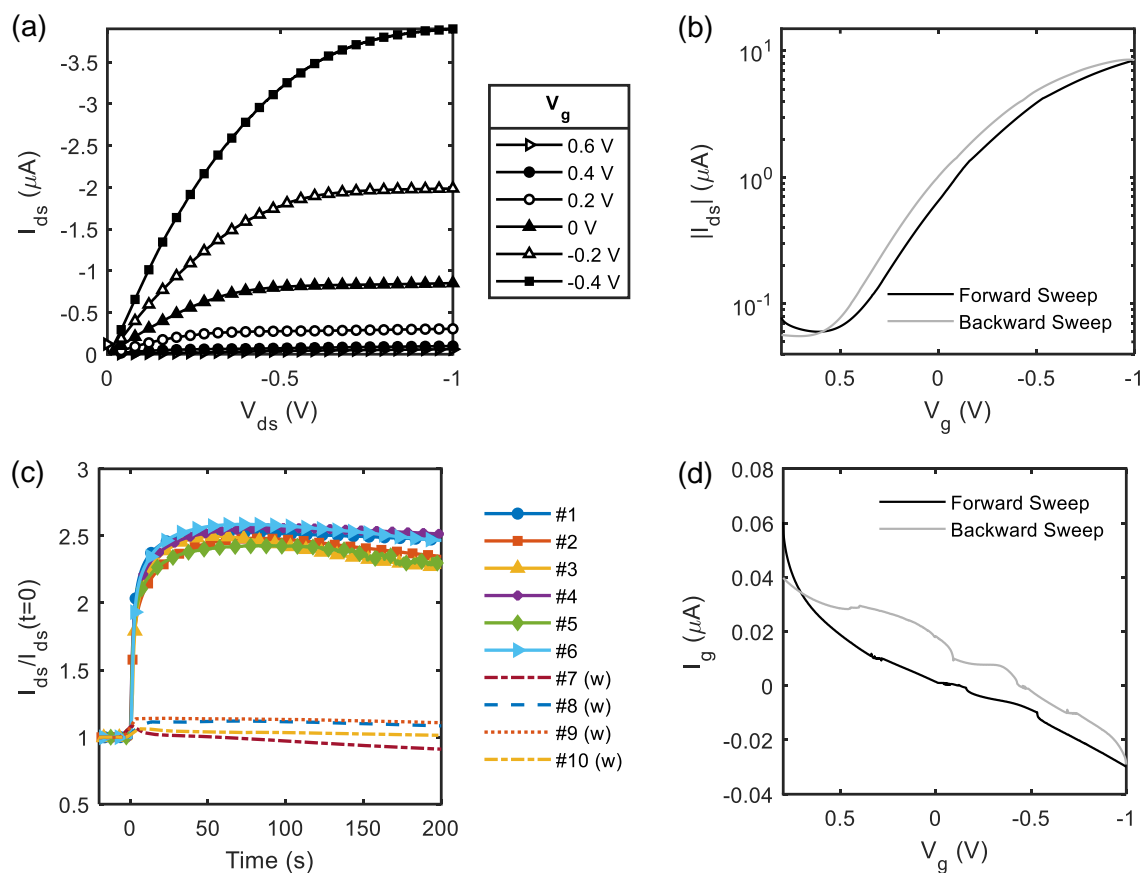 (a)
-3.5
-3
-2.5
-2
-1.5
-1
-0.5
0
I_ds (μA)
0
-0.5
-1
V_ds (V)
V_g
0.6 V
0.4 V
0.2 V
0 V
-0.2 V
-0.4 V
(b)
10^1
10^0
10^-1
|I_ds| (μA)
Forward Sweep
Backward Sweep
0.5
0
-0.5
-1
V_g (V)
(c)
3
2.5
2
1.5
1
0.5
I_ds/I_ds(t=0)
0
50
100
150
200
Time (s)
#1
#2
#3
#4
#5
#6
#7 (w)
#8 (w)
#9 (w)
#10 (w)
(d)
0.08
0.06
0.04
0.02
0
-0.02
-0.04
I_g (μA)
Forward Sweep
Backward Sweep
0.5
0
-0.5
-1
V_g (V)